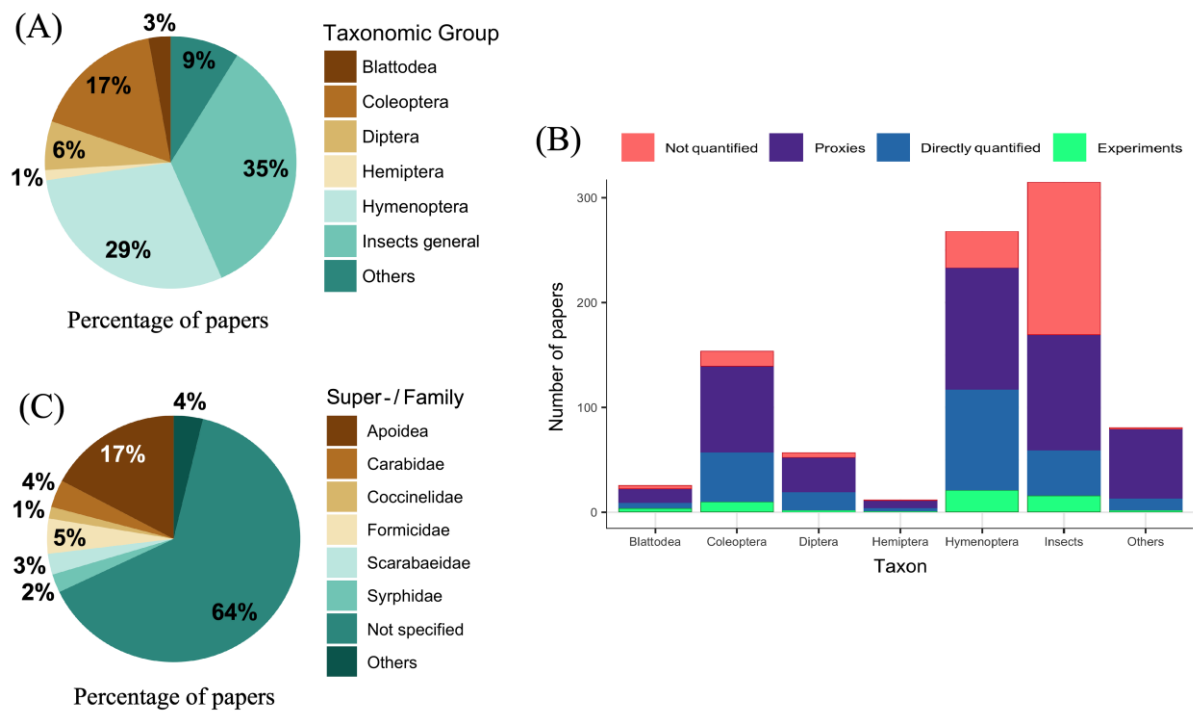 (A)
3%
9%
17%
6%
35%
1%
29%
Percentage of papers
Taxonomic Group
Blattodea
Coleoptera
Diptera
Hemiptera
Hymenoptera
Insects general
Others
(B)
Not quantified
Proxies
Directly quantified
Experiments
Number of papers
300
200
100
0
Blattodea
Coleoptera
Diptera
Hemiptera
Hymenoptera
Insects
Others
Taxon
(C)
4%
17%
4%
1%
5%
3%
2%
64%
Percentage of papers
Super-/ Family
Apoidea
Carabidae
Coccinelidae
Formicidae
Scarabaeidae
Syrphidae
Not specified
Others